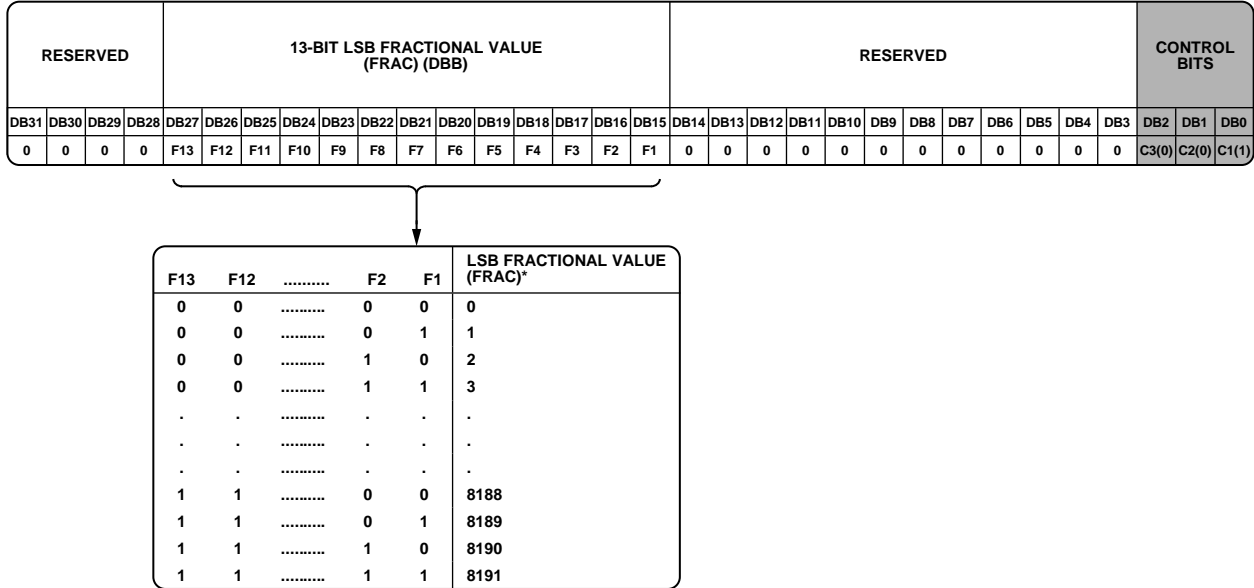 RESERVED
13-BIT LSB FRACTIONAL VALUE
(FRAC) (DBB)
RESERVED
CONTROL
BITS
DB31 DB30 DB29 DB28 DB27 DB26 DB25 DB24 DB23 DB22 DB21 DB20 DB19 DB18 DB17 DB16 DB15 DB14 DB13 DB12 DB11 DB10 DB9 DB8 DB7 DB6 DB5 DB4 DB3 DB2 DB1 DB0
0 0 0 0 F13 F12 F11 F10 F9 F8 F7 F6 F5 F4 F3 F2 F1 0 0 0 0 0 0 0 0 0 0 0 0 C3(0) C2(0) C1(1)
F13 F12 .......... F2 F1 LSB FRACTIONAL VALUE
(FRAC)*
0 0 .......... 0 0 0
0 0 .......... 0 1 1
0 0 .......... 1 0 2
0 0 .......... 1 1 3
. . .......... . . .
. . .......... . . .
. . .......... . . .
1 1 .......... 0 0 8188
1 1 .......... 0 1 8189
1 1 .......... 1 0 8190
1 1 .......... 1 1 8191